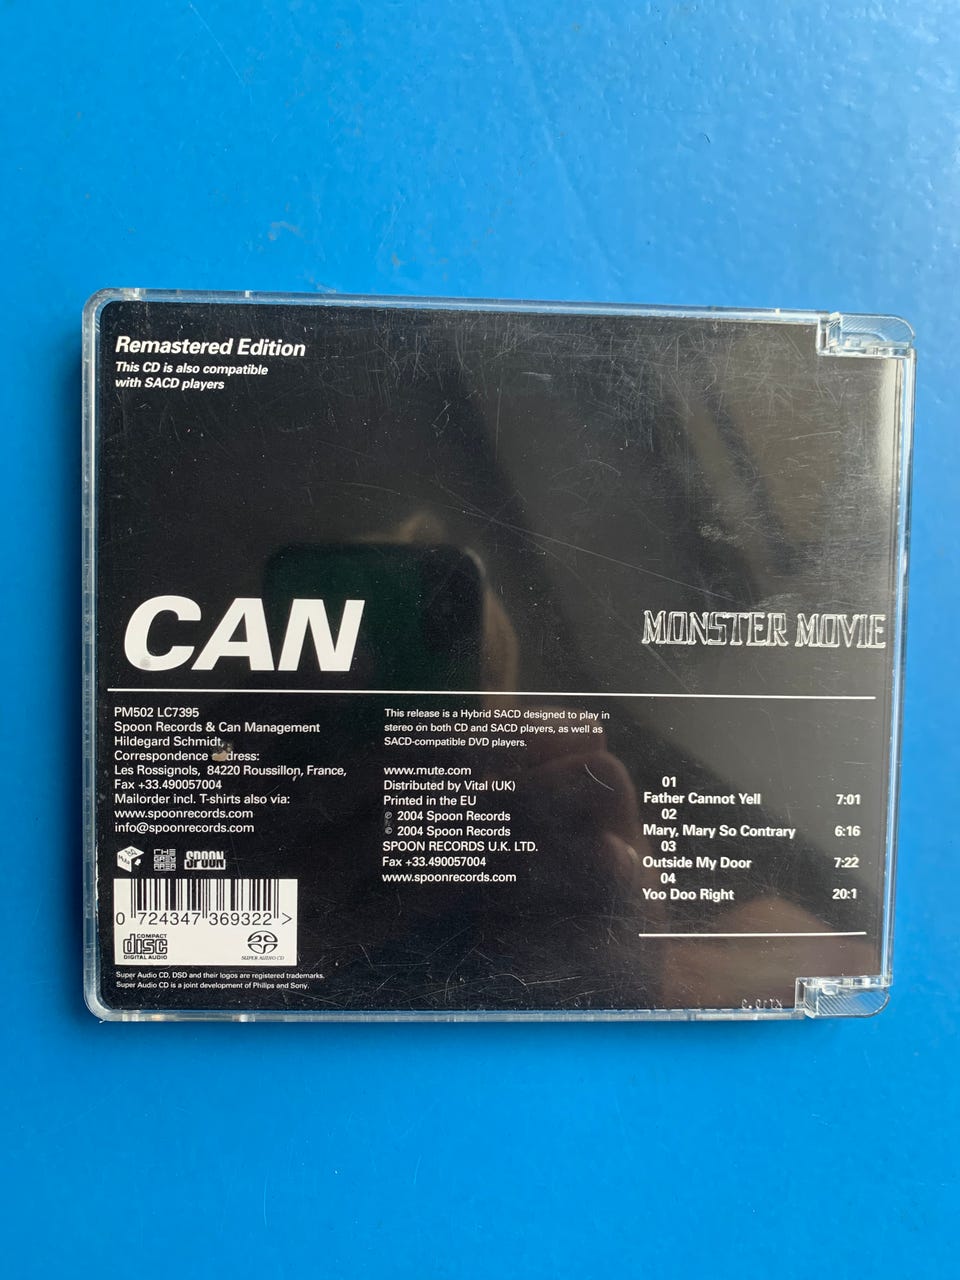 Remastered Edition
This CD is also compatible
with SACD players
CAN
MONSTER MOVIE
PM502 LC7395
Spoon Records & Can Management
Hildegard Schmidt,
Correspondence address:
Les Rossignols, 84220 Roussillon, France,
Fax +33.490057004
Mailorder incl. T-shirts also via:
www.spoonrecords.com
info@spoonrecords.com
THE GREY AREA
SPOON
0 724347 369322 >
COMPACT
disc
DIGITAL AUDIO
SUPER AUDIO CD
Super Audio CD, DSD and their logos are registered trademarks.
Super Audio CD is a joint development of Philips and Sony.
This release is a Hybrid SACD designed to play in
stereo on both CD and SACD players, as well as
SACD-compatible DVD players.
www.mute.com
Distributed by Vital (UK)
Printed in the EU
℗ 2004 Spoon Records
© 2004 Spoon Records
SPOON RECORDS U.K. LTD.
Fax +33.490057004
www.spoonrecords.com
01
Father Cannot Yell 7:01
02
Mary, Mary So Contrary 6:16
03
Outside My Door 7:22
04
Yoo Doo Right 20:1